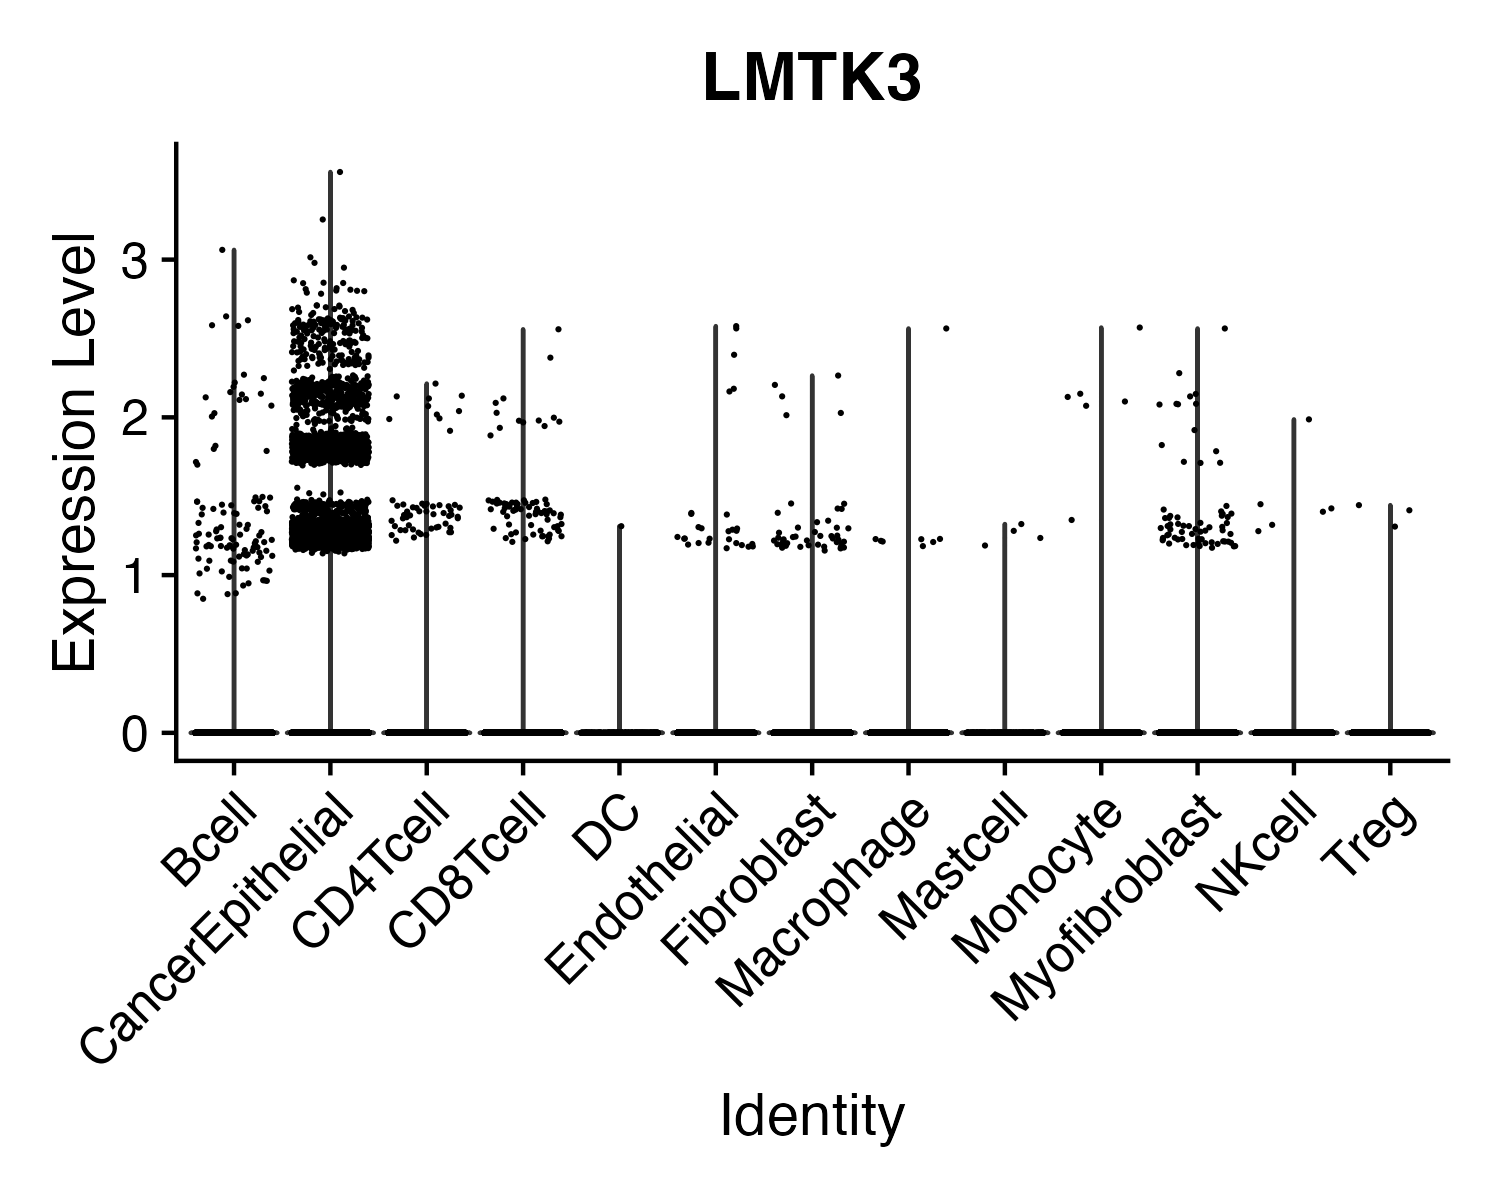 LMTK3
Expression Level
3
2
1
0
Bcell
CancerEpithelial
CD4Tcell
CD8Tcell
DC
Endothelial
Fibroblast
Macrophage
Mastcell
Monocyte
Myofibroblast
NKcell
Treg
Identity